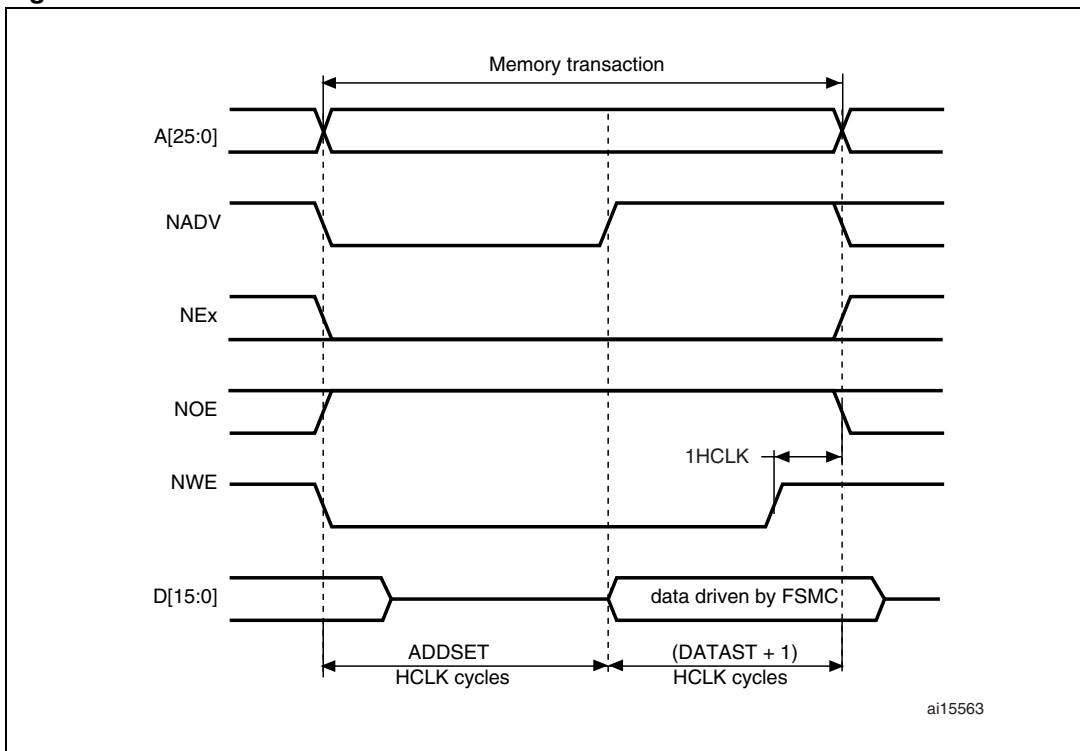 Memory transaction
A[25:0]
NADV
NEx
NOE
1HCLK
NWE
D[15:0]
data driven by FSMC
ADDSET
HCLK cycles
(DATAST + 1)
HCLK cycles
ai15563